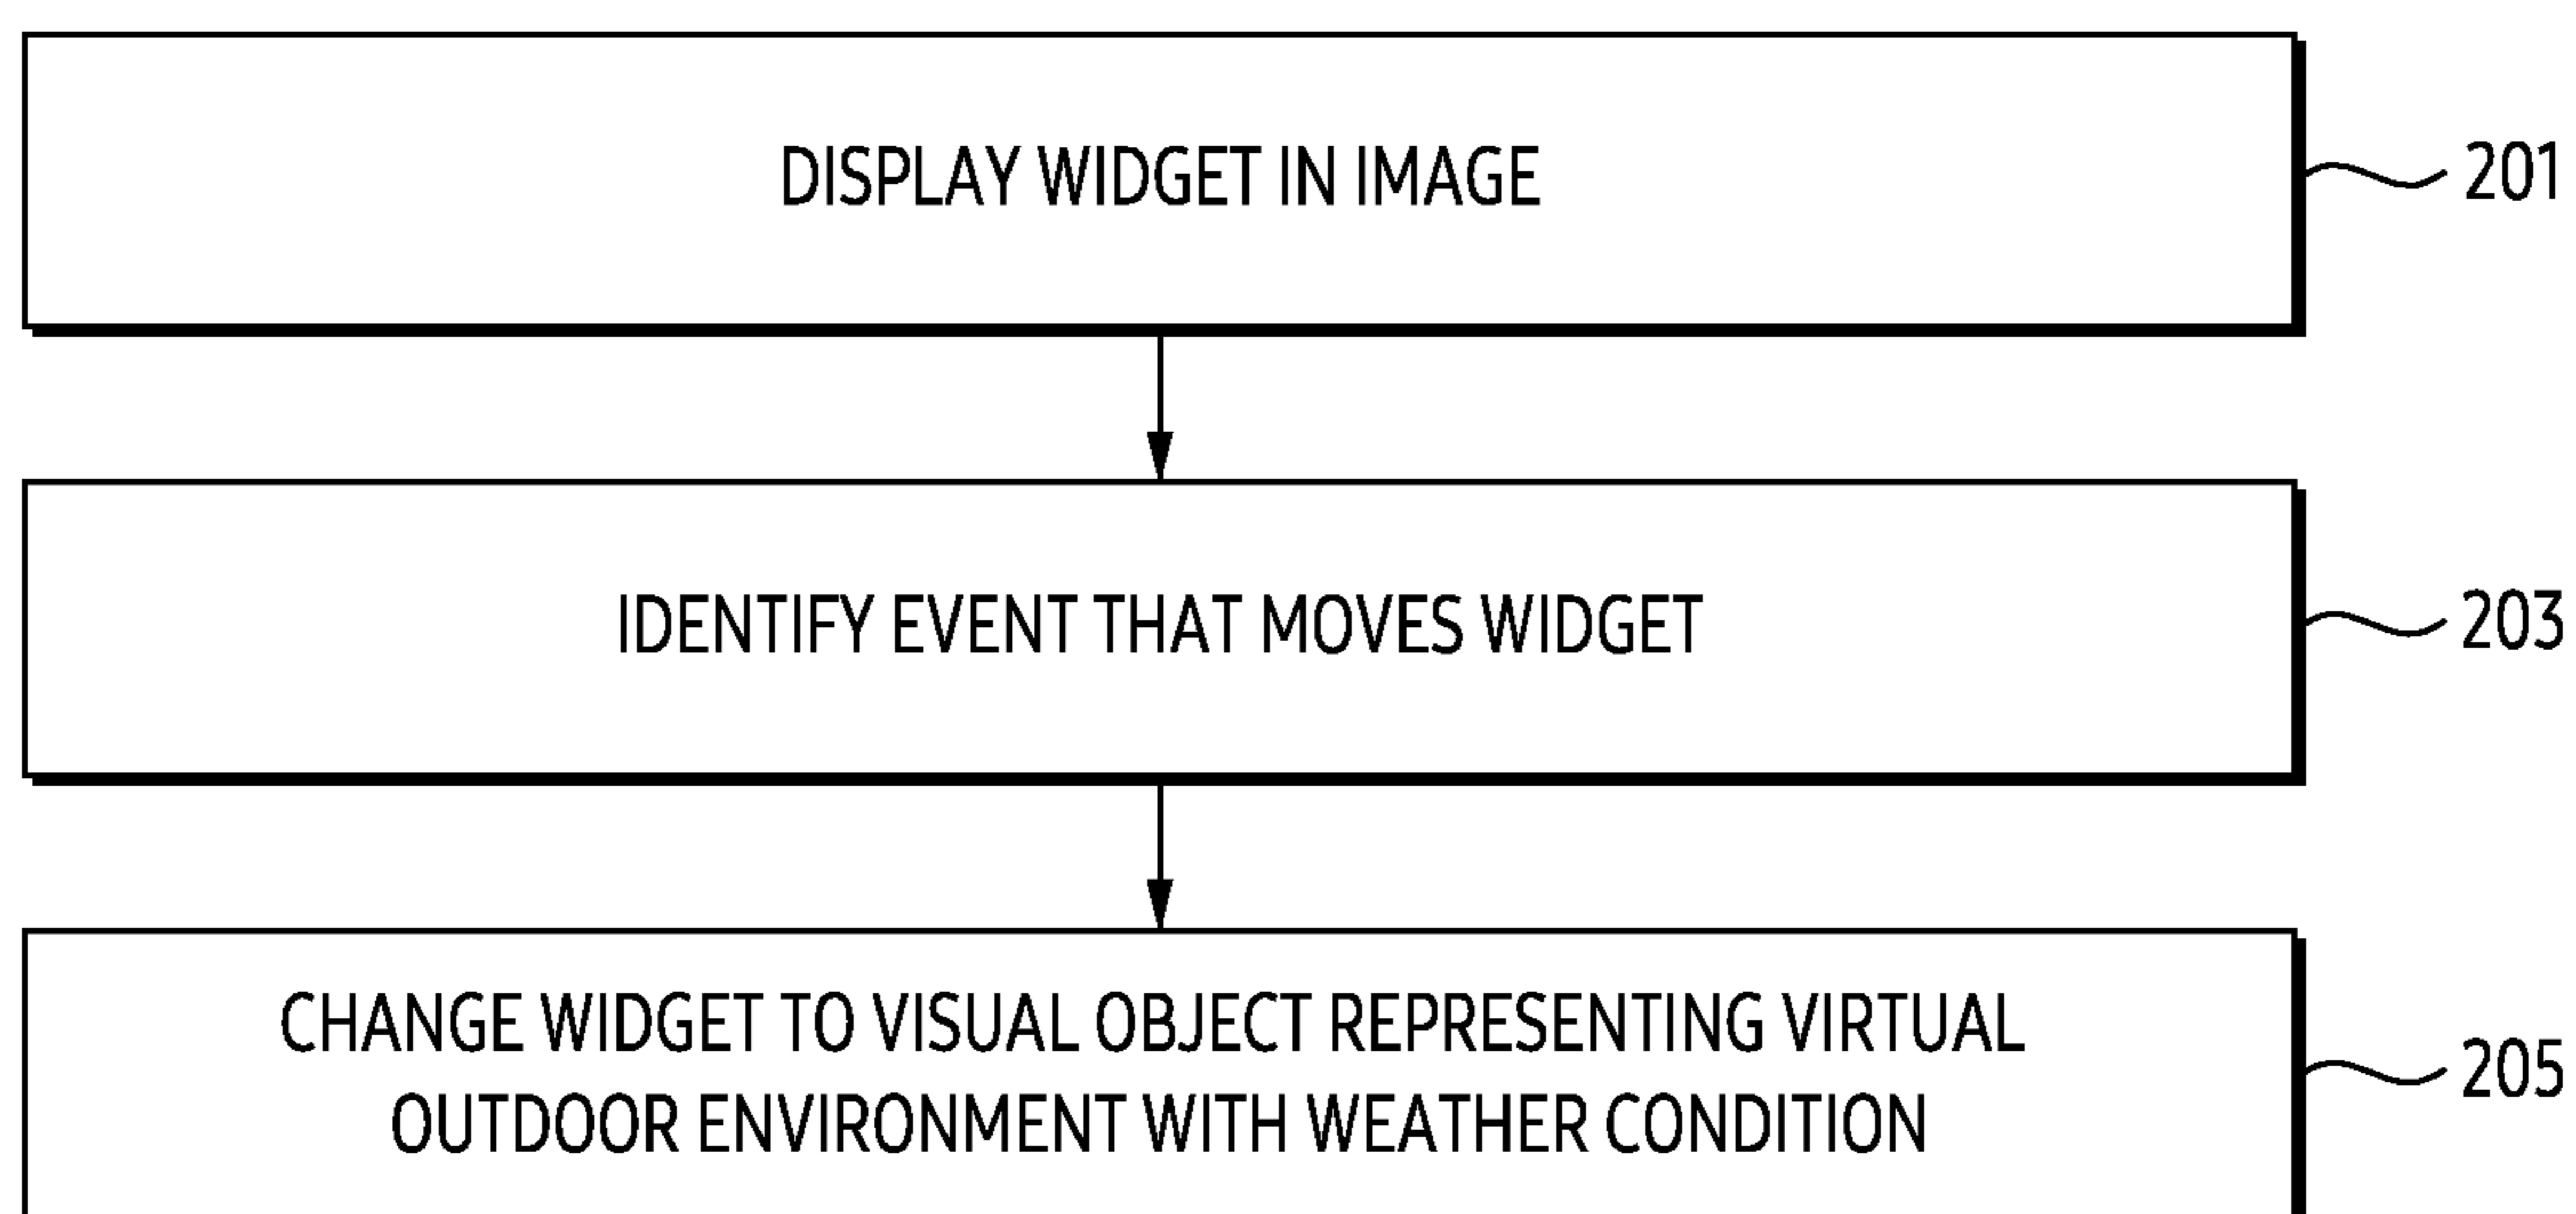 DISPLAY WIDGET IN IMAGE
201
IDENTIFY EVENT THAT MOVES WIDGET
203
CHANGE WIDGET TO VISUAL OBJECT REPRESENTING VIRTUAL
OUTDOOR ENVIRONMENT WITH WEATHER CONDITION
205